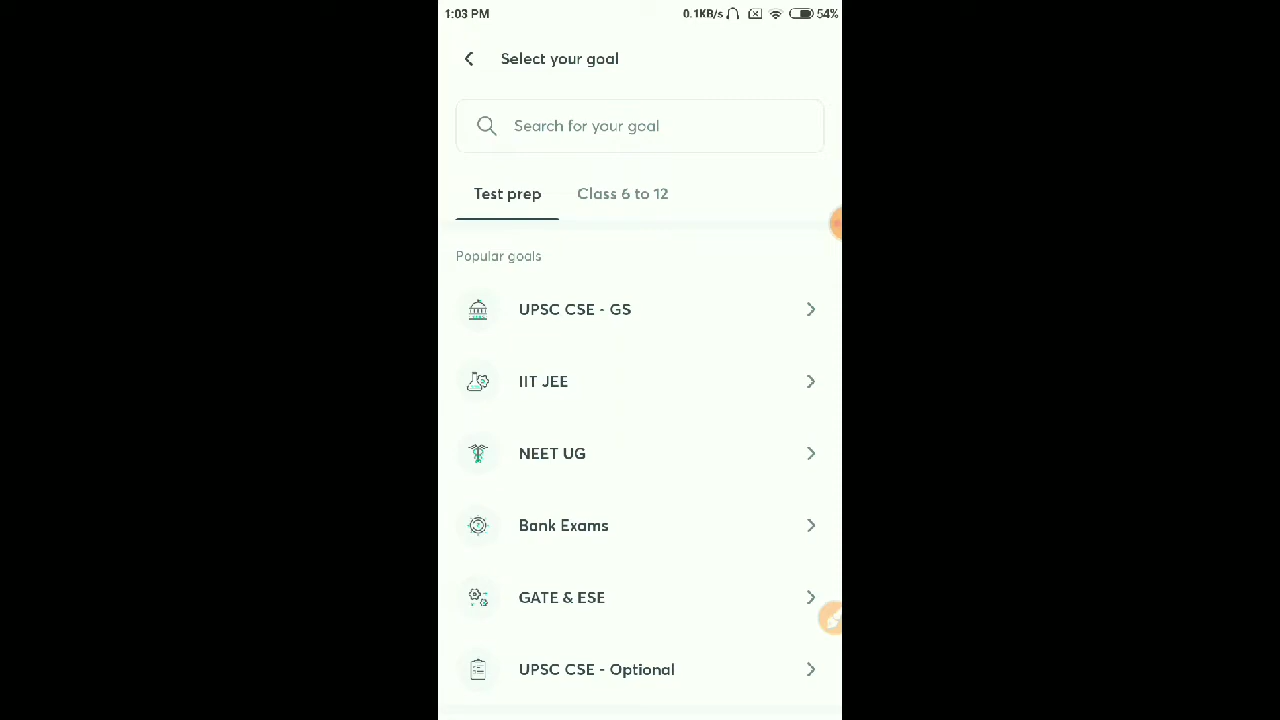 1:03 PM 0.1KB/s 54%
Select your goal
Search for your goal
Test prep Class 6 to 12
Popular goals
UPSC CSE - GS
IIT JEE
NEET UG
Bank Exams
GATE & ESE
UPSC CSE - Optional